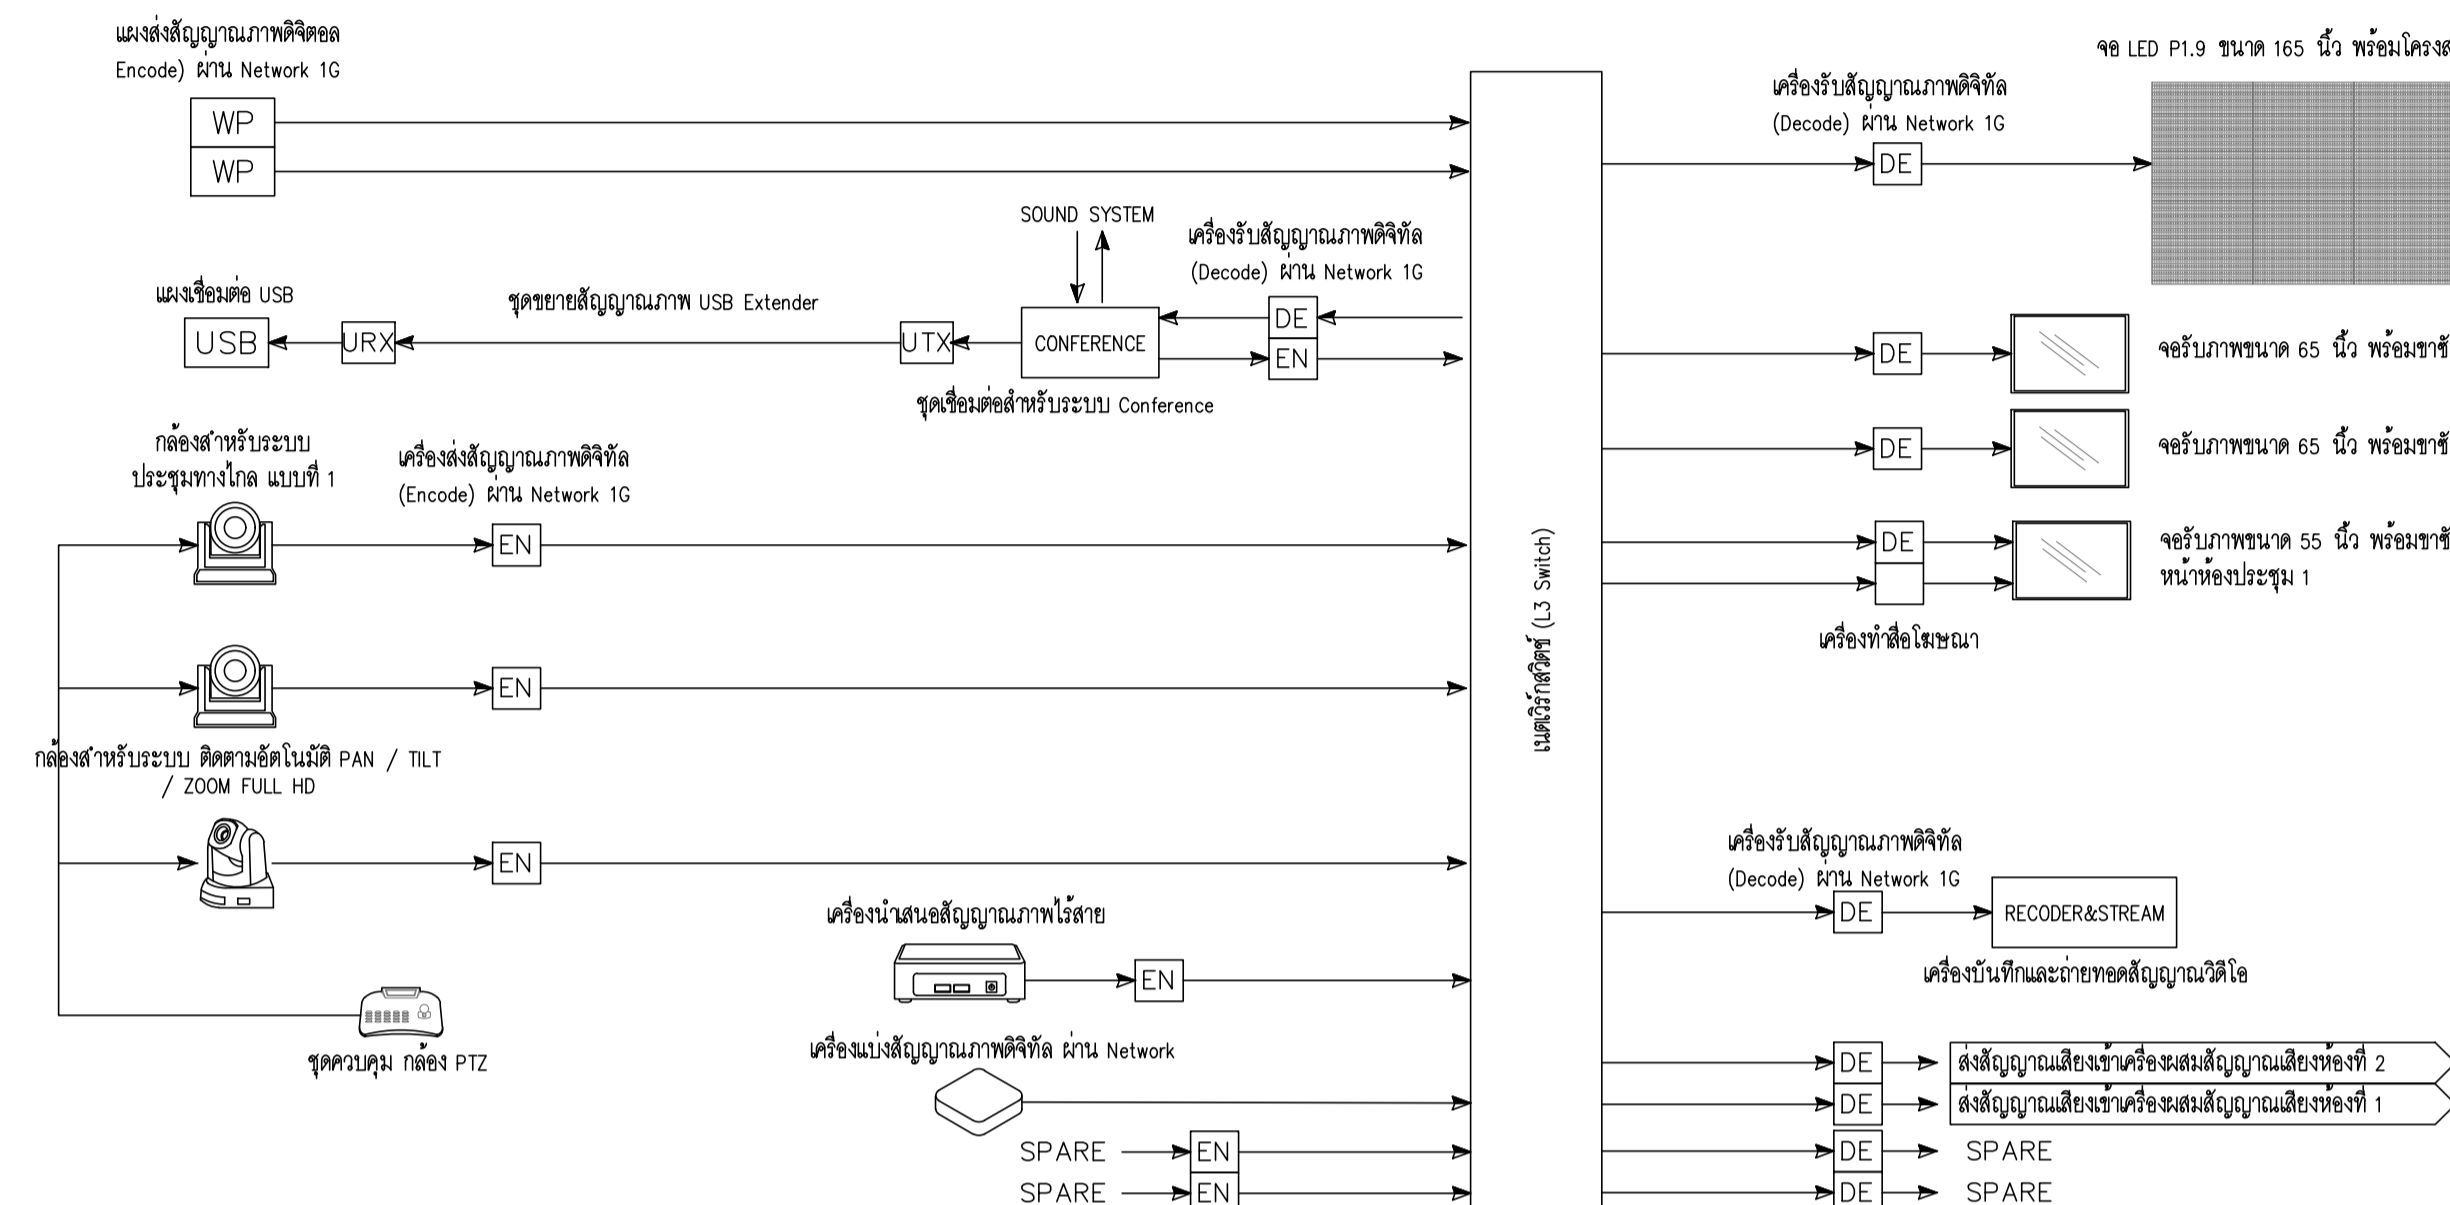 แผงส่งสัญญาณภาพดิจิตอล
Encode) ผ่าน Network 1G
WP
WP
SOUND SYSTEM
เครื่องรับสัญญาณภาพดิจิทัล
(Decode) ผ่าน Network 1G
แผงเชื่อมต่อ USB
ชุดขยายสัญญาณภาพ USB Extender
USB
URX
UTX
CONFERENCE
DE
EN
ชุดเชื่อมต่อสำหรับระบบ Conference
กล้องสำหรับระบบ
ประชุมทางไกล แบบที่ 1
เครื่องส่งสัญญาณภาพดิจิทัล
(Encode) ผ่าน Network 1G
EN
EN
กล้องสำหรับระบบ ติดตามอัตโนมัติ PAN / TILT
/ ZOOM FULL HD
EN
เครื่องนำเสนอสัญญาณภาพไร้สาย
EN
ชุดควบคุม กล้อง PTZ
เครื่องแบ่งสัญญาณภาพดิจิทัล ผ่าน Network
SPARE
EN
SPARE
EN
เนตเวิร์กสวิตช์ (L3 Switch)
จอ LED P1.9 ขนาด 165 นิ้ว พร้อมโครง
เครื่องรับสัญญาณภาพดิจิทัล
(Decode) ผ่าน Network 1G
DE
DE
จอรับภาพขนาด 65 นิ้ว พร้อมขา
DE
จอรับภาพขนาด 65 นิ้ว พร้อมขา
DE
จอรับภาพขนาด 55 นิ้ว พร้อมขา
หน้าห้องประชุม 1
เครื่องทำสื่อโฆษณา
เครื่องรับสัญญาณภาพดิจิทัล
(Decode) ผ่าน Network 1G
DE
RECODER&STREAM
เครื่องบันทึกและถ่ายทอดสัญญาณวิดีโอ
DE
ส่งสัญญาณเสียงเข้าเครื่องผสมสัญญาณเสียงห้องที่ 2
DE
ส่งสัญญาณเสียงเข้าเครื่องผสมสัญญาณเสียงห้องที่ 1
DE
SPARE
DE
SPARE